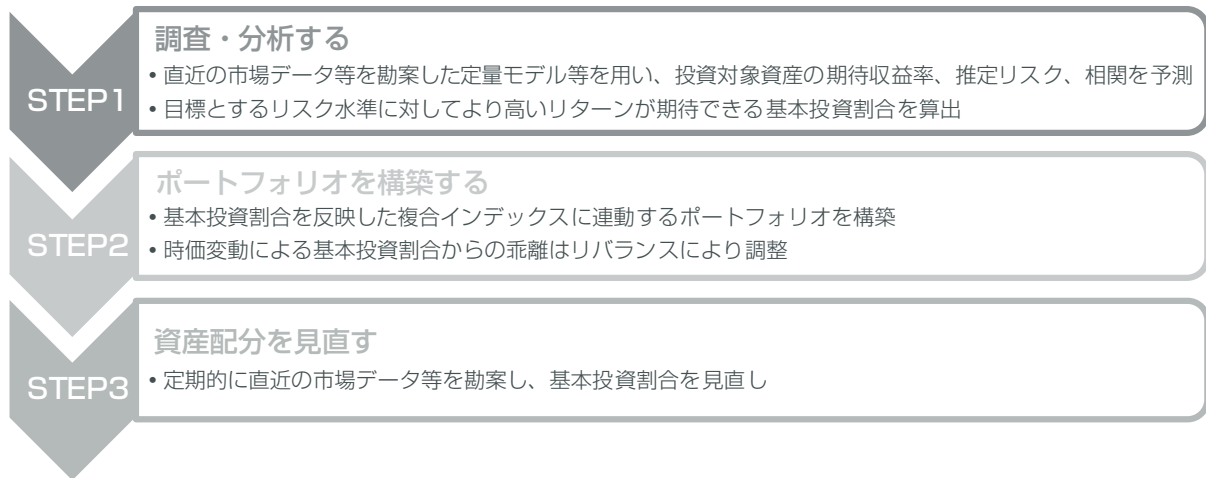 STEP1
調査・分析する
•直近の市場データ等を勘案した定量モデル等を用い、投資対象資産の期待収益率、推定リスク、相関を予測
•目標とするリスク水準に対してより高いリターンが期待できる基本投資割合を算出
STEP2
ポートフォリオを構築する
•基本投資割合を反映した複合インデックスに連動するポートフォリオを構築
•時価変動による基本投資割合からの乖離はリバランスにより調整
STEP3
資産配分を見直す
•定期的に直近の市場データ等を勘案し、基本投資割合を見直し